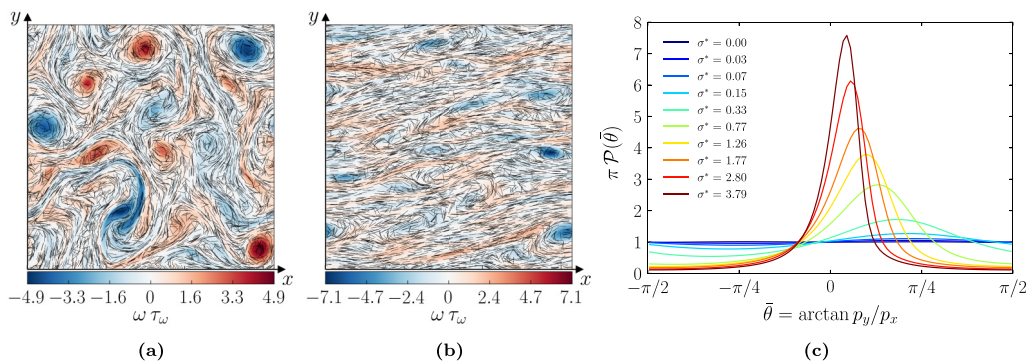 y
x
−4.9 −3.3 −1.6 0 1.6 3.3 4.9
ω τ_ω
(a)
y
x
−7.1 −4.7 −2.4 0 2.4 4.7 7.1
ω τ_ω
(b)
8
7
6
5
4
3
2
1
0
π 𝒫(θ̄)
σ* = 0.00
σ* = 0.03
σ* = 0.07
σ* = 0.15
σ* = 0.33
σ* = 0.77
σ* = 1.26
σ* = 1.77
σ* = 2.80
σ* = 3.79
−π/2 −π/4 0 π/4 π/2
θ̄ = arctan p_y/p_x
(c)